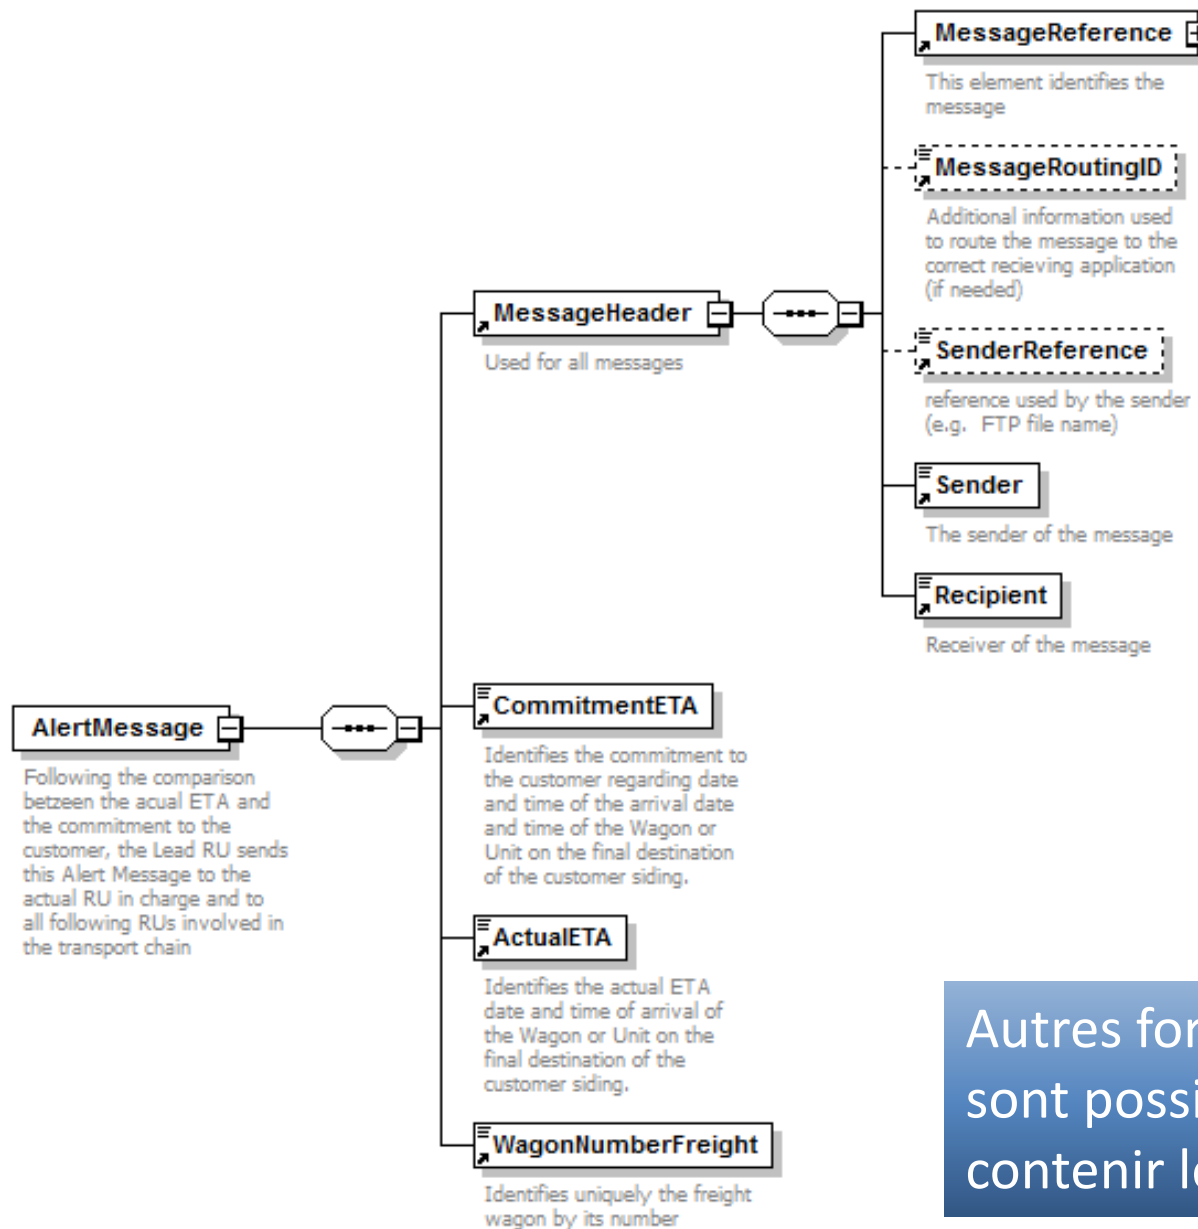 MessageReference
This element identifies the
message
MessageRoutingID
Additional information used
to route the message to the
correct recieving application
(if needed)
MessageHeader
Used for all messages
SenderReference
reference used by the sender
(e.g. FTP file name)
Sender
The sender of the message
Recipient
Receiver of the message
AlertMessage
Following the comparison
betzeen the acual ETA and
the commitment to the
customer, the Lead RU sends
this Alert Message to the
actual RU in charge and to
all following RUs involved in
the transport chain
CommitmentETA
Identifies the commitment to
the customer regarding date
and time of the arrival date
and time of the Wagon or
Unit on the final destination
of the customer siding.
ActualETA
Identifies the actual ETA
date and time of arrival of
the Wagon or Unit on the
final destination of the
customer siding.
WagonNumberFreight
Identifies uniquely the freight
wagon by its number
Autres
sont
contenir